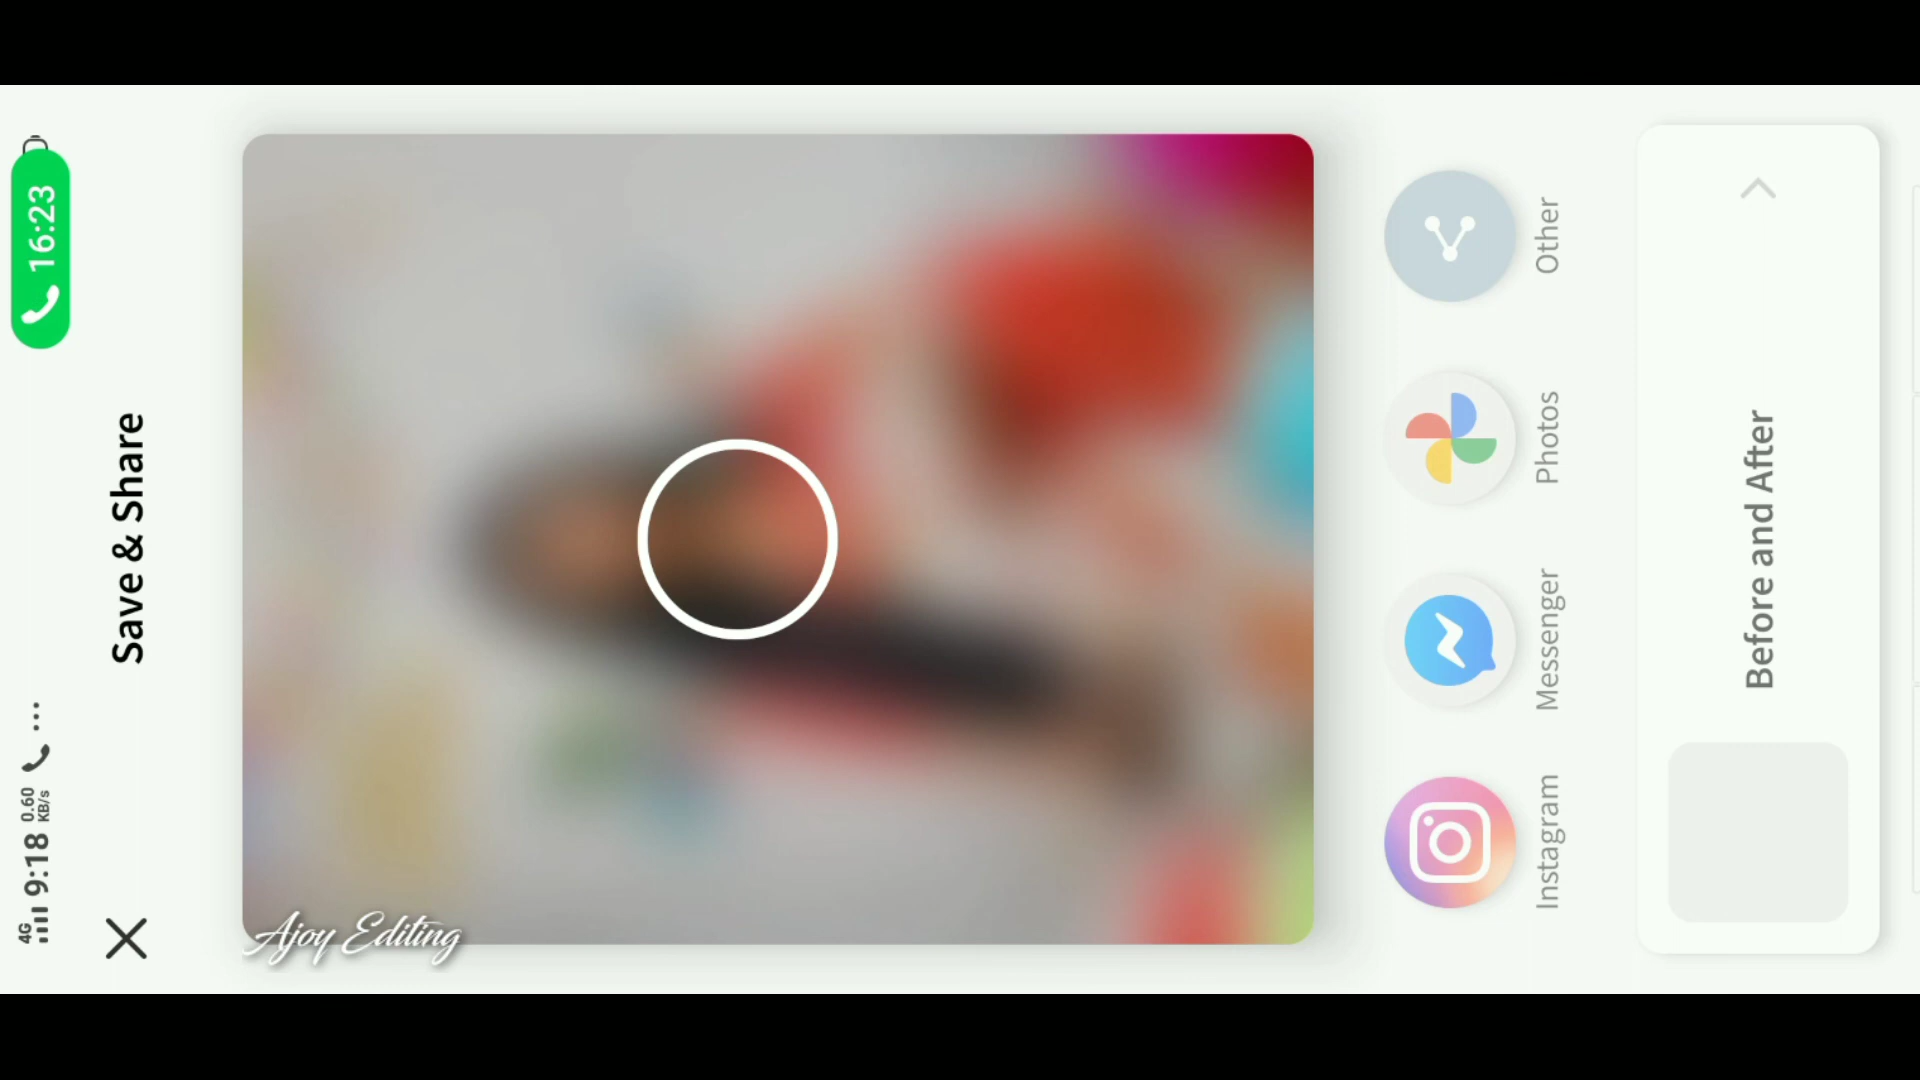 4G 9:18 0.60 KB/s ... 16:23
Save & Share
Instagram Messenger Photos Other
Before and After
Ajoy Editing